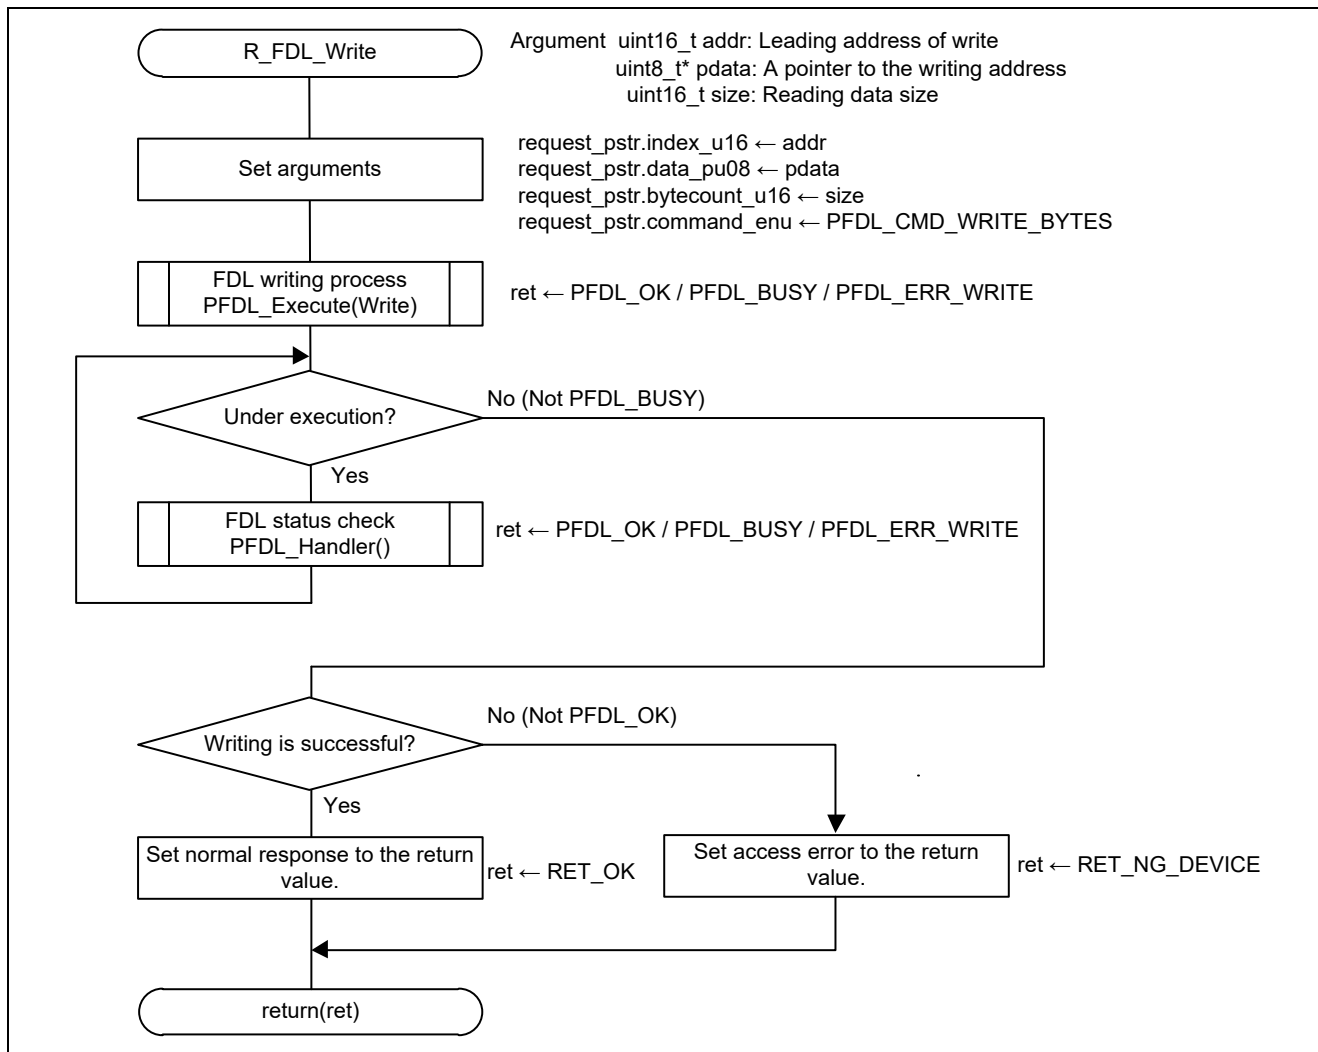 R_FDL_Write
Argument uint16_t addr: Leading address of write
uint8_t* pdata: A pointer to the writing address
uint16_t size: Reading data size
Set arguments
request_pstr.index_u16 ← addr
request_pstr.data_pu08 ← pdata
request_pstr.bytecount_u16 ← size
request_pstr.command_enu ← PFDL_CMD_WRITE_BYTES
FDL writing process
PFDL_Execute(Write)
ret ← PFDL_OK / PFDL_BUSY / PFDL_ERR_WRITE
Under execution?
No (Not PFDL_BUSY)
Yes
FDL status check
PFDL_Handler()
ret ← PFDL_OK / PFDL_BUSY / PFDL_ERR_WRITE
Writing is successful?
No (Not PFDL_OK)
Yes
Set normal response to the return
value.
ret ← RET_OK
Set access error to the return
value.
ret ← RET_NG_DEVICE
return(ret)